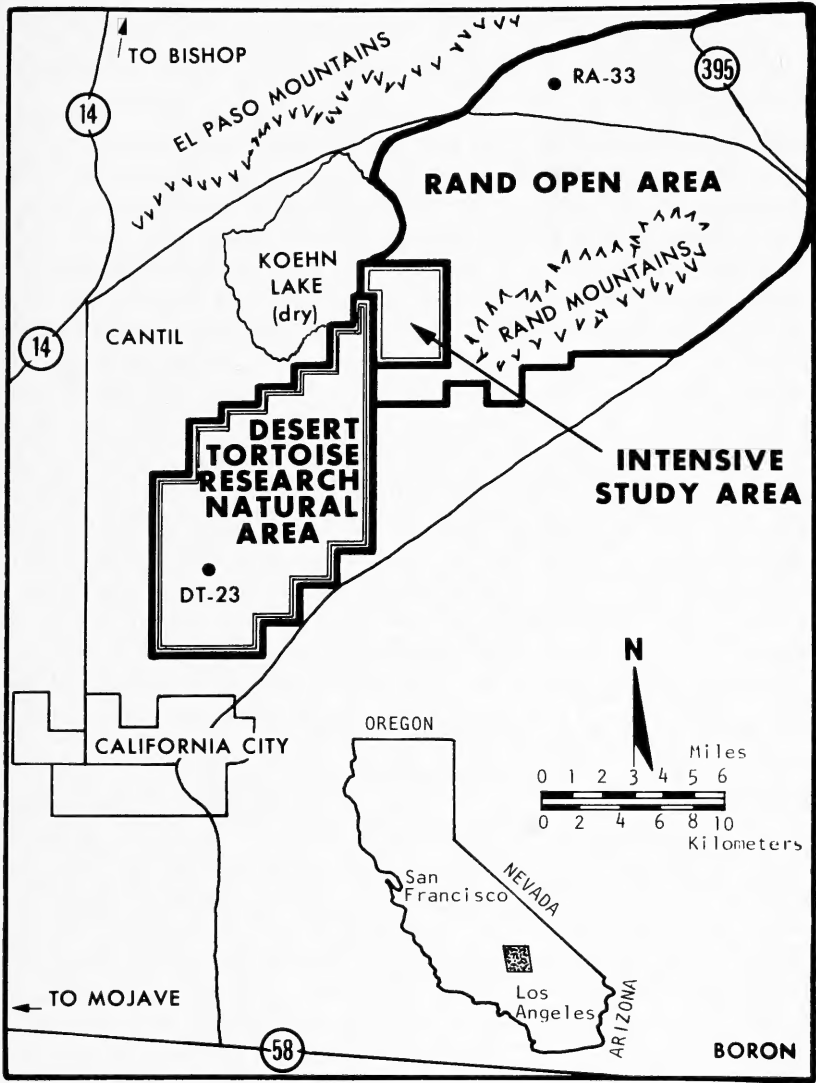 TO BISHOP
14
EL PASO MOUNTAINS
RA-33
395
RAND OPEN AREA
KOEHN
LAKE
(dry)
RAND MOUNTAINS
14
CANTIL
DESERT
TORTOISE
RESEARCH
NATURAL
AREA
INTENSIVE
STUDY AREA
DT-23
N
CALIFORNIA CITY
OREGON
Miles
0 1 2 3 4 5 6
0 2 4 6 8 10
Kilometers
San
Francisco
NEVADA
Los
Angeles
ARIZONA
TO MOJAVE
58
BORON